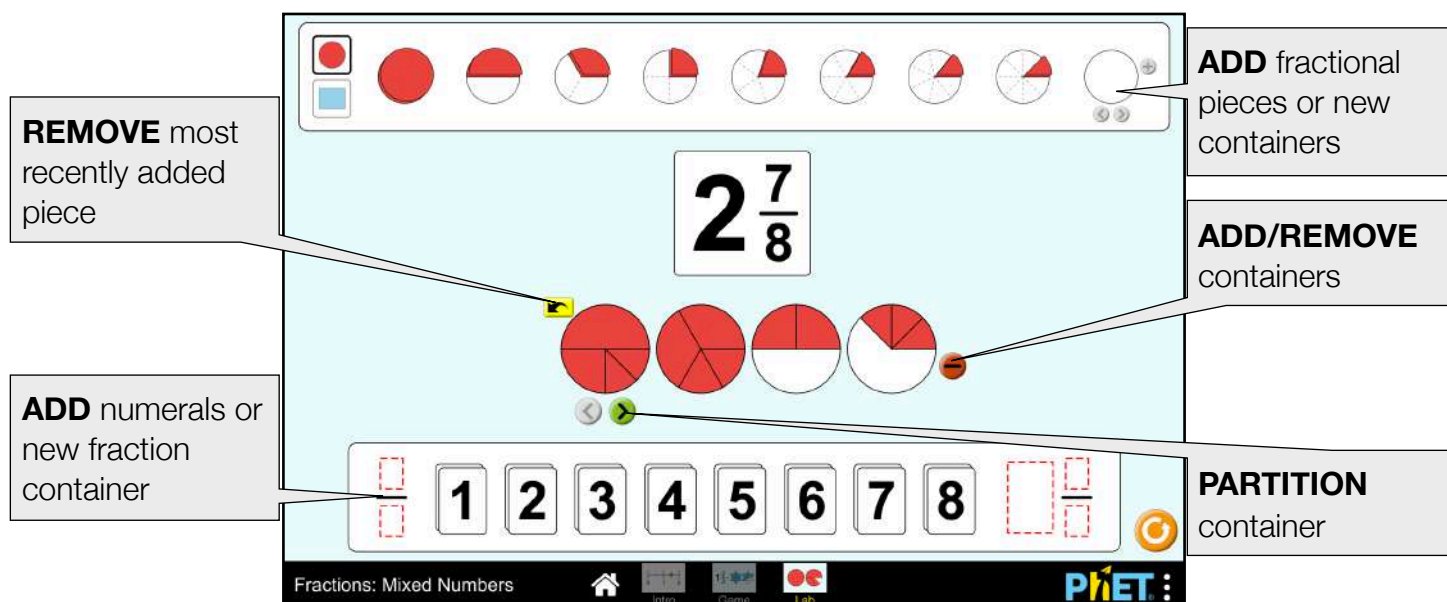 REMOVE most
recently added
piece
ADD fractional
pieces or new
containers
2 7/8
ADD/REMOVE
containers
ADD numerals or
new fraction
container
1 2 3 4 5 6 7 8
PARTITION
container
Fractions: Mixed Numbers
Intro
Game
Lab
PhET